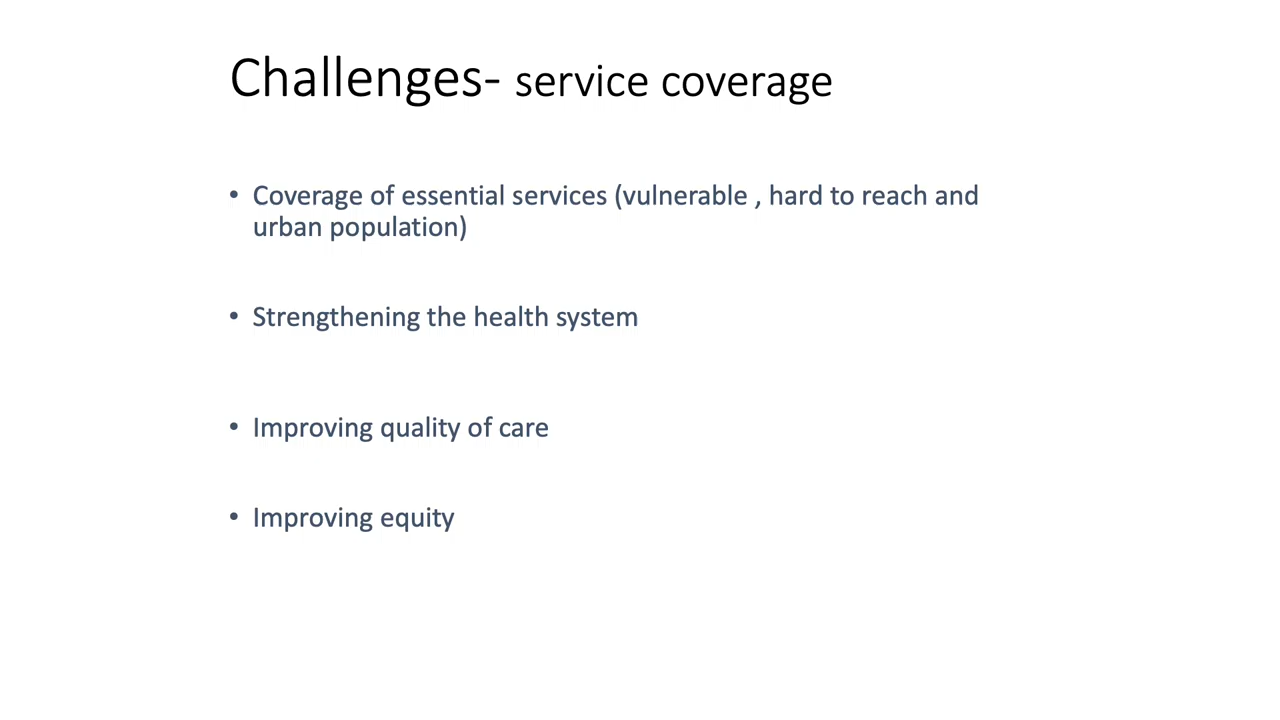 Challenges- service coverage
• Coverage of essential services (vulnerable , hard to reach and
urban population)
• Strengthening the health system
• Improving quality of care
• Improving equity